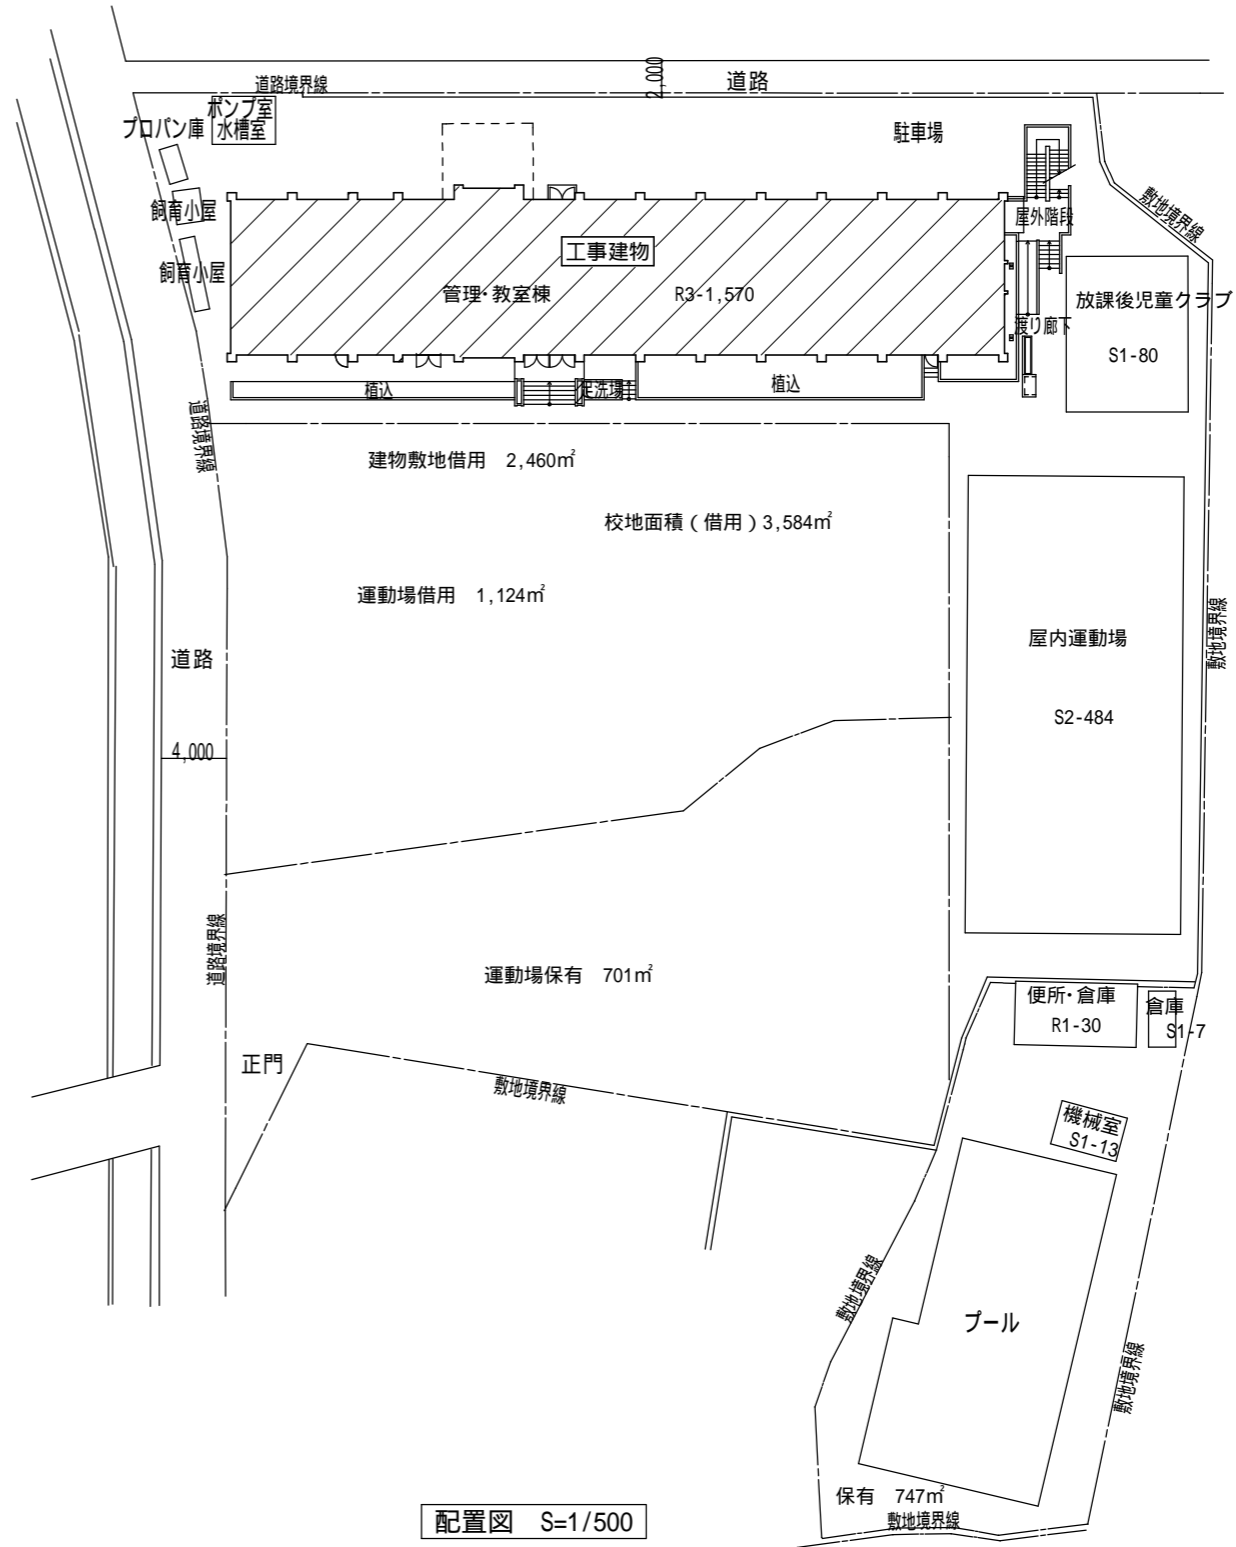 2,000
道路境界線
道路
ポンプ室
水槽室
プロパン庫
駐車場
飼育小屋
敷地境界線
屋外階段
工事建物
飼育小屋
管理・教室棟 R3-1,570
放課後児童クラブ
渡り廊下
S1-80
植込
足洗場
植込
道路境界線
建物敷地借用 2,460㎡
校地面積(借用)3,584㎡
運動場借用 1,124㎡
道路
屋内運動場
敷地境界線
S2-484
4,000
道路境界線
運動場保有 701㎡
便所・倉庫
R1-30
倉庫
S1-7
正門
敷地境界線
機械室
S1-13
敷地境界線
プール
敷地境界線
保有 747㎡
敷地境界線
配置図 S=1/500